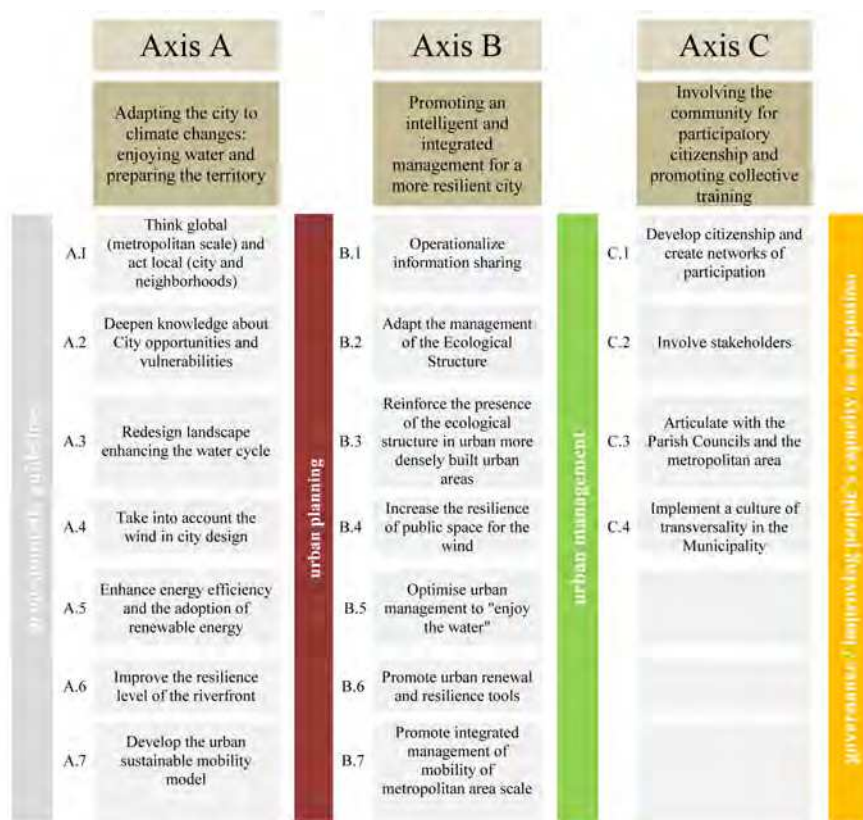 Axis A
Adapting the city to
climate changes:
enjoying water and
preparing the territory
A.I
Think global
(metropolitan scale) and
act local (city and
neighborhoods)
A.2
Deepen knowledge about
City opportunities and
vulnerabilities
A.3
Redesign landscape
enhancing the water cycle
A.4
Take into account the
wind in city design
A.5
Enhance energy efficiency
and the adoption of
renewable energy
A.6
Improve the resilience
level of the riverfront
A.7
Develop the urban
sustainable mobility
model
urban planning
Axis B
Promoting an
intelligent and
integrated
management for a
more resilient city
B.1
Operationalize
information sharing
B.2
Adapt the management
of the Ecological
Structure
B.3
Reinforce the presence
of the ecological
structure in urban more
densely built urban
areas
B.4
Increase the resilience
of public space for the
wind
B.5
Optimise urban
management to "enjoy
the water"
B.6
Promote urban renewal
and resilience tools
B.7
Promote integrated
management of
mobility of
metropolitan area scale
urban management
Axis C
Involving the
community for
participatory
citizenship and
promoting collective
training
C.1
Develop citizenship and
create networks of
participation
C.2
Involve stakeholders
C.3
Articulate with the
Parish Councils and the
metropolitan area
C.4
Implement a culture of
transversality in the
Municipality
governance / improving people's capacity to adaptation